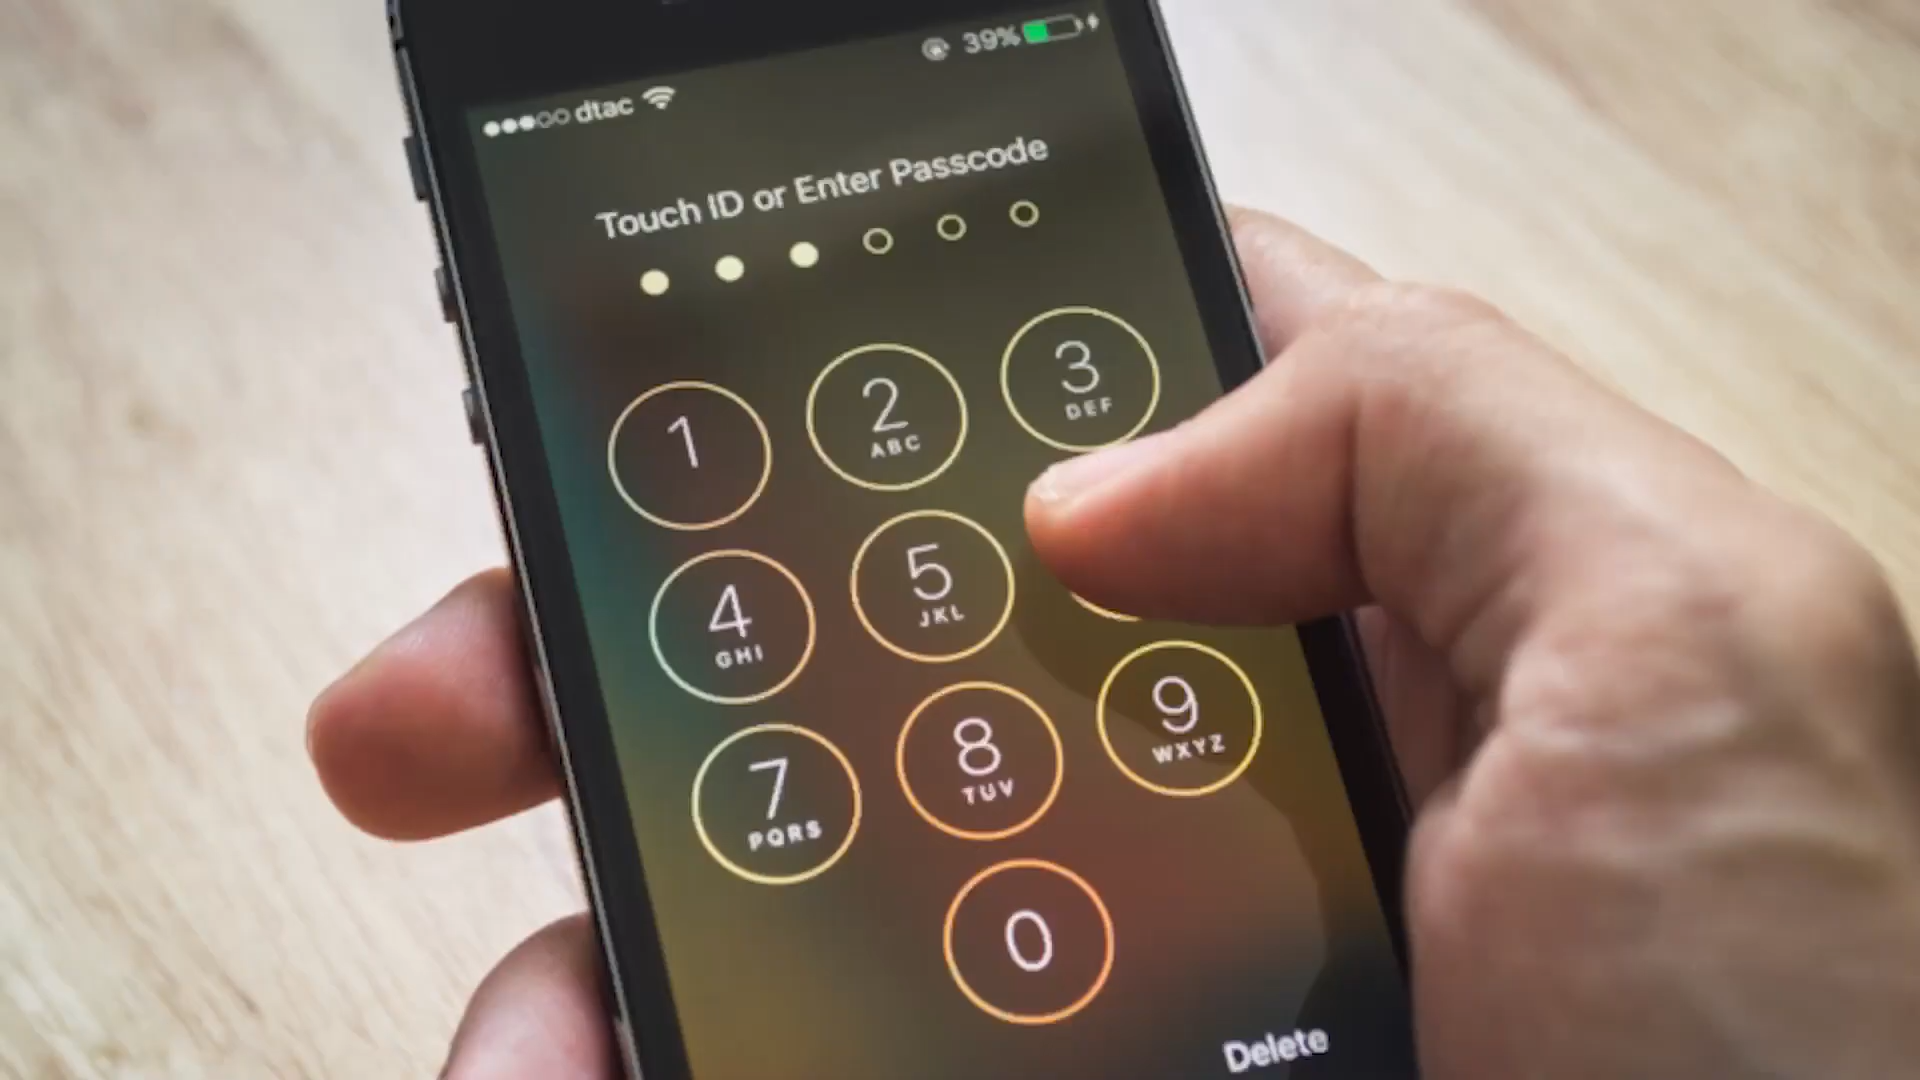 39%
dtac
Touch ID or Enter Passcode
1
2
ABC
3
DEF
4
GHI
5
JKL
7
PQRS
8
TUV
9
WXYZ
0
Delete